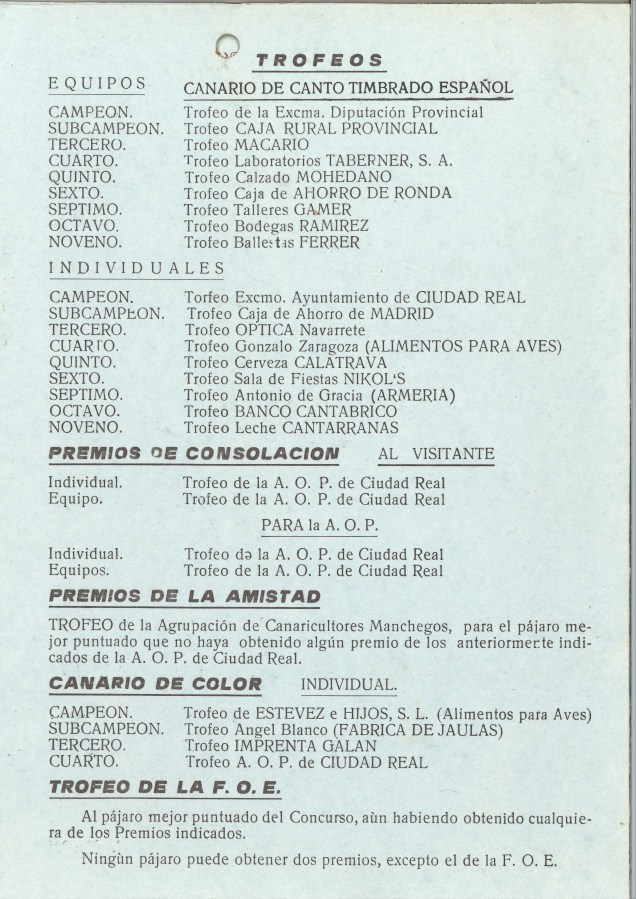 TROFEOS
EQUIPOS CANARIO DE CANTO TIMBRADO ESPAÑOL
CAMPEON. Trofeo de la Excma. Diputación Provincial
SUBCAMPEON. Trofeo CAJA RURAL PROVINCIAL
TERCERO. Trofeo MACARIO
CUARTO. Trofeo Laboratorios TABERNER, S. A.
QUINTO. Trofeo Calzado MOHEDANO
SEXTO. Trofeo Caja de AHORRO DE RONDA
SEPTIMO. Trofeo Talleres GAMER
OCTAVO. Trofeo Bodegas RAMIREZ
NOVENO. Trofeo Ballestas FERRER
INDIVIDUALES
CAMPEON. Torfeo Excmo. Ayuntamiento de CIUDAD REAL
SUBCAMPEON. Trofeo Caja de Ahorro de MADRID
TERCERO. Trofeo OPTICA Navarrete
CUARTO. Trofeo Gonzalo Zaragoza (ALIMENTOS PARA AVES)
QUINTO. Trofeo Cerveza CALATRAVA
SEXTO. Trofeo Sala de Fiestas NIKOL'S
SEPTIMO. Trofeo Antonio de Gracia (ARMERIA)
OCTAVO. Trofeo BANCO CANTABRICO
NOVENO. Trofeo Leche CANTARRANAS
PREMIOS DE CONSOLACION AL VISITANTE
Individual. Trofeo de la A. O. P. de Ciudad Real
Equipo. Trofeo de la A. O. P. de Ciudad Real
PARA la A. O. P.
Individual. Trofeo de la A. O. P. de Ciudad Real
Equipos. Trofeo de la A. O. P. de Ciudad Real
PREMIOS DE LA AMISTAD
TROFEO de la Agrupación de Canaricultores Manchegos, para el pájaro me-
jor puntuado que no haya obtenido algún premio de los anteriormente indi-
cados de la A. O. P. de Ciudad Real.
CANARIO DE COLOR INDIVIDUAL.
CAMPEON. Trofeo de ESTEVEZ e HIJOS, S. L. (Alimentos para Aves)
SUBCAMPEON. Trofeo Angel Blanco (FABRICA DE JAULAS)
TERCERO. Trofeo IMPRENTA GALAN
CUARTO. Trofeo A. O. P. de CIUDAD REAL
TROFEO DE LA F. O. E.
Al pájaro mejor puntuado del Concurso, aùn habiendo obtenido cualquie-
ra de los Premios indicados.
Ningùn pájaro puede obtener dos premios, excepto el de la F. O. E.